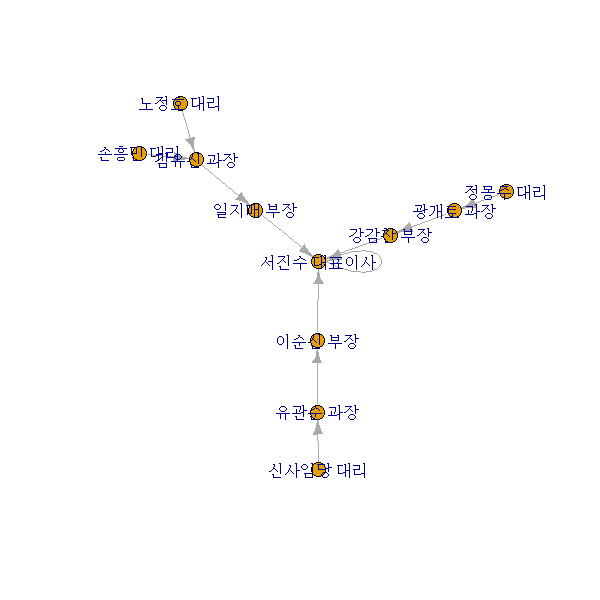 노정호 대리
손흥민 대리
김유신 과장
정몽주 대리
일지매 부장
광개토 과장
강감찬 부장
서진수 대표이사
이순신 부장
유관순 과장
신사임당 대리